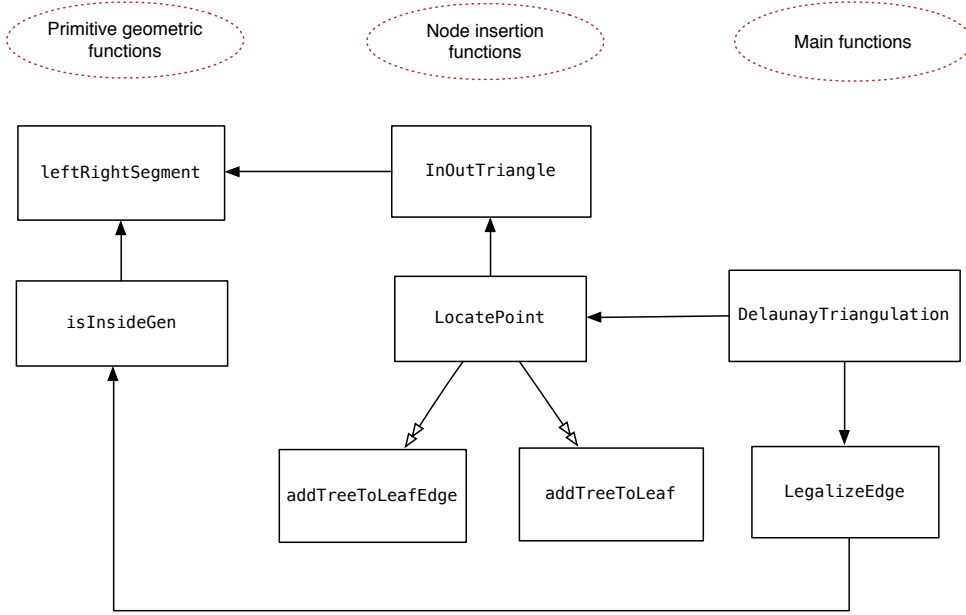 Primitive geometric
functions
Node insertion
functions
Main functions
leftRightSegment
InOutTriangle
isInsideGen
LocatePoint
DelaunayTriangulation
addTreeToLeafEdge
addTreeToLeaf
LegalizeEdge